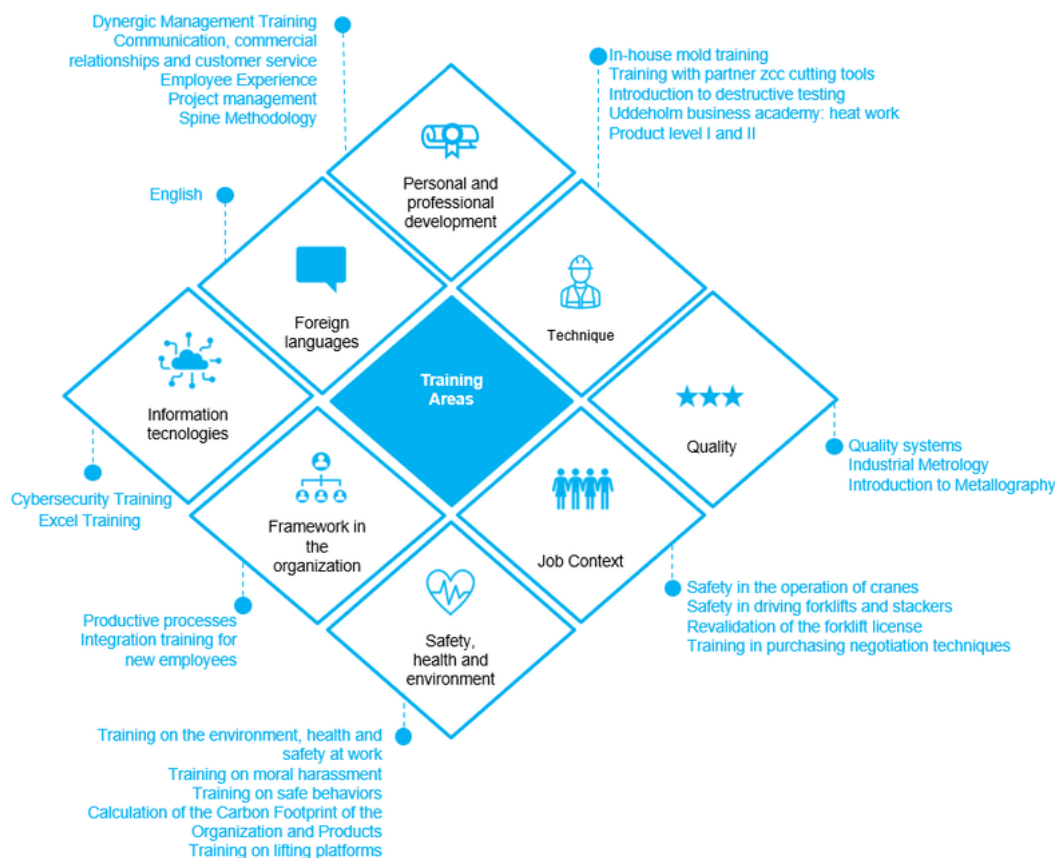 Dynergic Management Training
Communication, commercial
relationships and customer service
Employee Experience
Project management
Spine Methodology
In-house mold training
Training with partner zcc cutting tools
Introduction to destructive testing
Uddeholm business academy: heat work
Product level I and II
Personal and
professional
development
English
Foreign
languages
Technique
Training
Areas
Information
tecnologies
Quality
Quality systems
Industrial Metrology
Introduction to Metallography
Cybersecurity Training
Excel Training
Framework in
the
organization
Job Context
Safety in the operation of cranes
Safety in driving forklifts and stackers
Revalidation of the forklift license
Training in purchasing negotiation techniques
Productive processes
Integration training for
new employees
Safety,
health and
environment
Training on the environment, health and
safety at work
Training on moral harassment
Training on safe behaviors
Calculation of the Carbon Footprint of the
Organization and Products
Training on lifting platforms